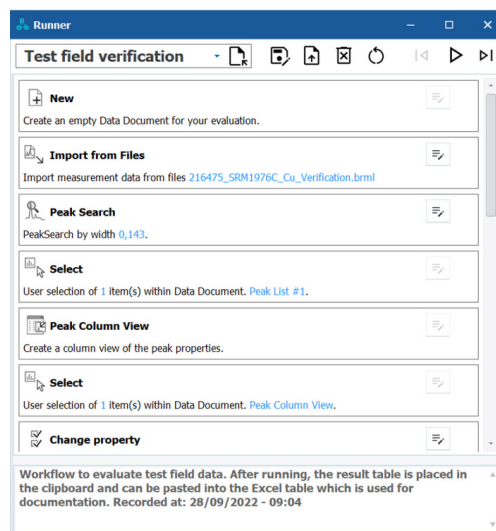 Runner
Test field verification
New
Create an empty Data Document for your evaluation.
Import from Files
Import measurement data from files 216475_SRM1976C_Cu_Verification.brml
Peak Search
PeakSearch by width 0,143.
Select
User selection of 1 item(s) within Data Document. Peak List #1.
Peak Column View
Create a column view of the peak properties.
Select
User selection of 1 item(s) within Data Document. Peak Column View.
Change property
Workflow to evaluate test field data. After running, the result table is placed in
the clipboard and can be pasted into the Excel table which is used for
documentation. Recorded at: 28/09/2022 - 09:04